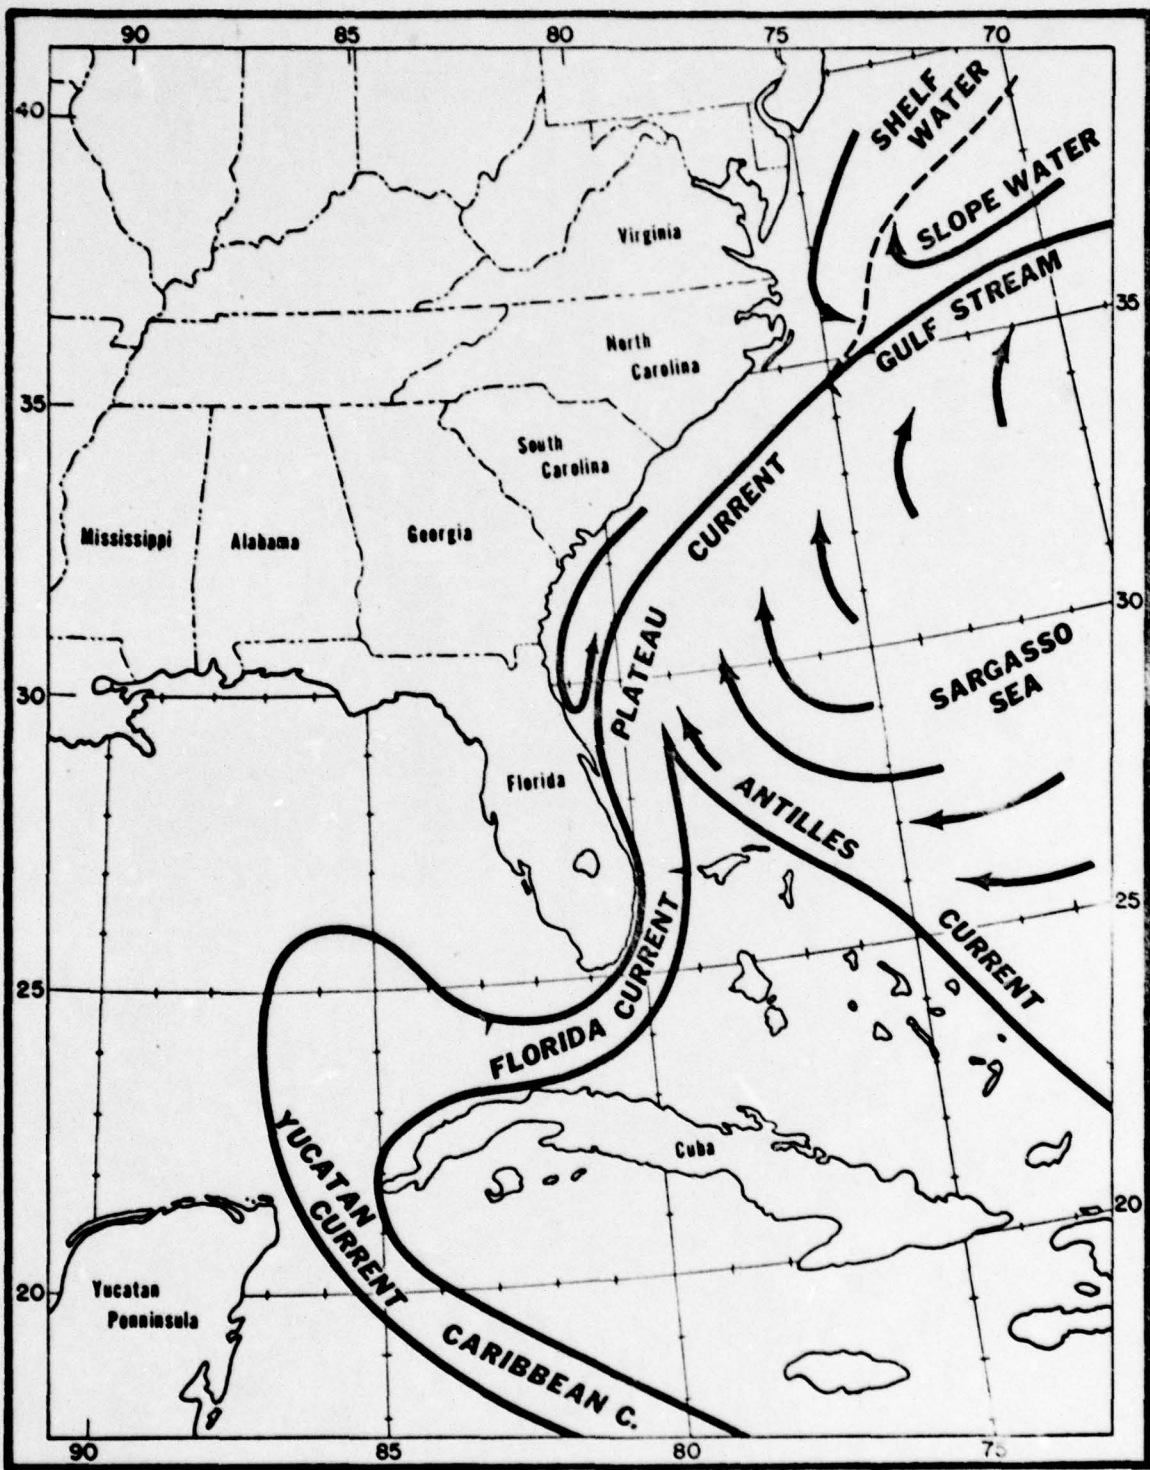 90 85 80 75 70
40
SHELF
WATER
SLOPE WATER
Virginia
GULF STREAM
35
North
Carolina
35
South
Carolina
CURRENT
Mississippi
Alabama
Georgia
30
PLATEAU
SARGASSO
SEA
30
Florida
ANTILLES
25
CURRENT
FLORIDA CURRENT
25
YUCATAN
CURRENT
Cuba
20
20
Yucatan
Penninsula
CARIBBEAN C.
90 85 80 75